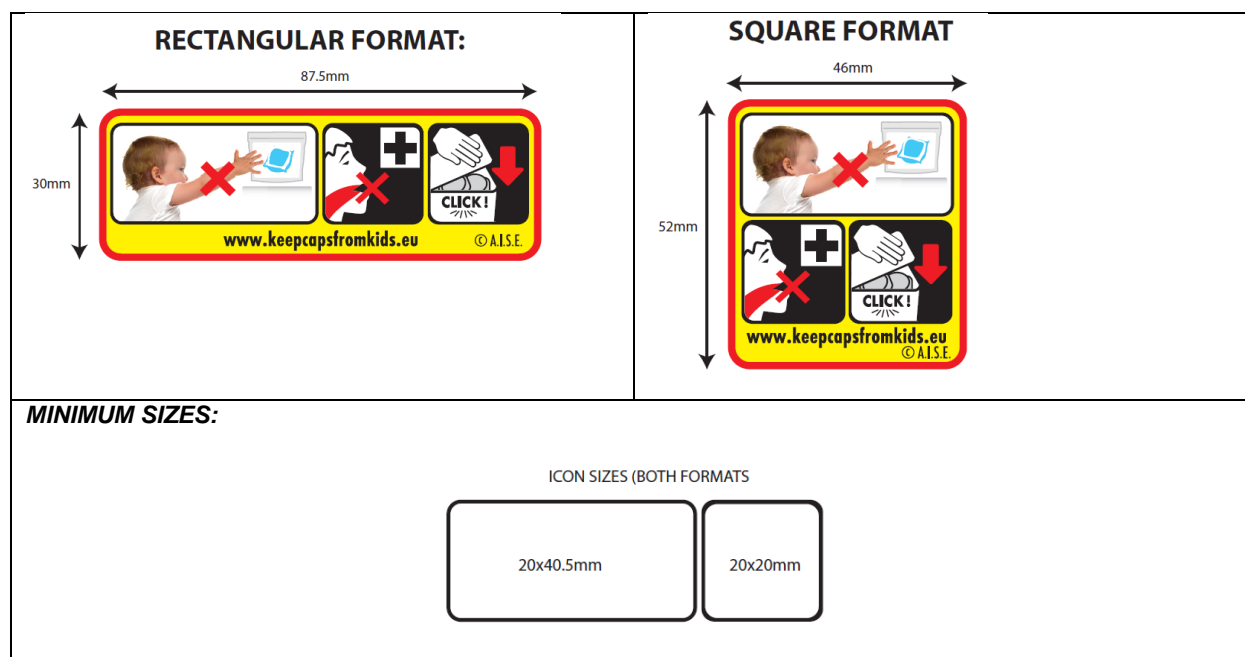 RECTANGULAR FORMAT:
87.5mm
30mm
CLICK!
www.keepcapsfromkids.eu
© A.I.S.E.
SQUARE FORMAT
46mm
52mm
CLICK!
www.keepcapsfromkids.eu
© A.I.S.E.
MINIMUM SIZES:
ICON SIZES (BOTH FORMATS
20x40.5mm
20x20mm